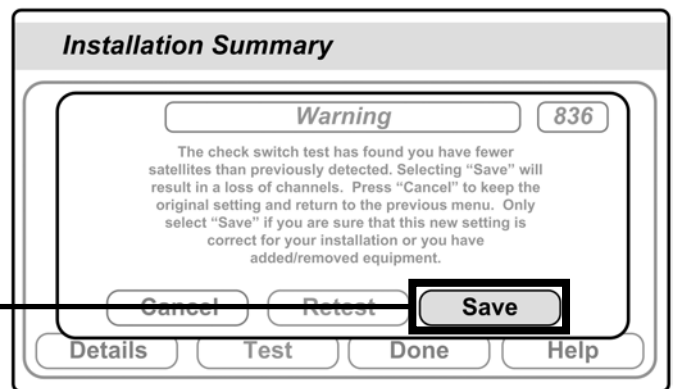 Installation Summary
Warning 836
The check switch test has found you have fewer
satellites than previously detected. Selecting “Save” will
result in a loss of channels. Press “Cancel” to keep the
original setting and return to the previous menu. Only
select “Save” if you are sure that this new setting is
correct for your installation or you have
added/removed equipment.
Cancel Retest Save
Details Test Done Help